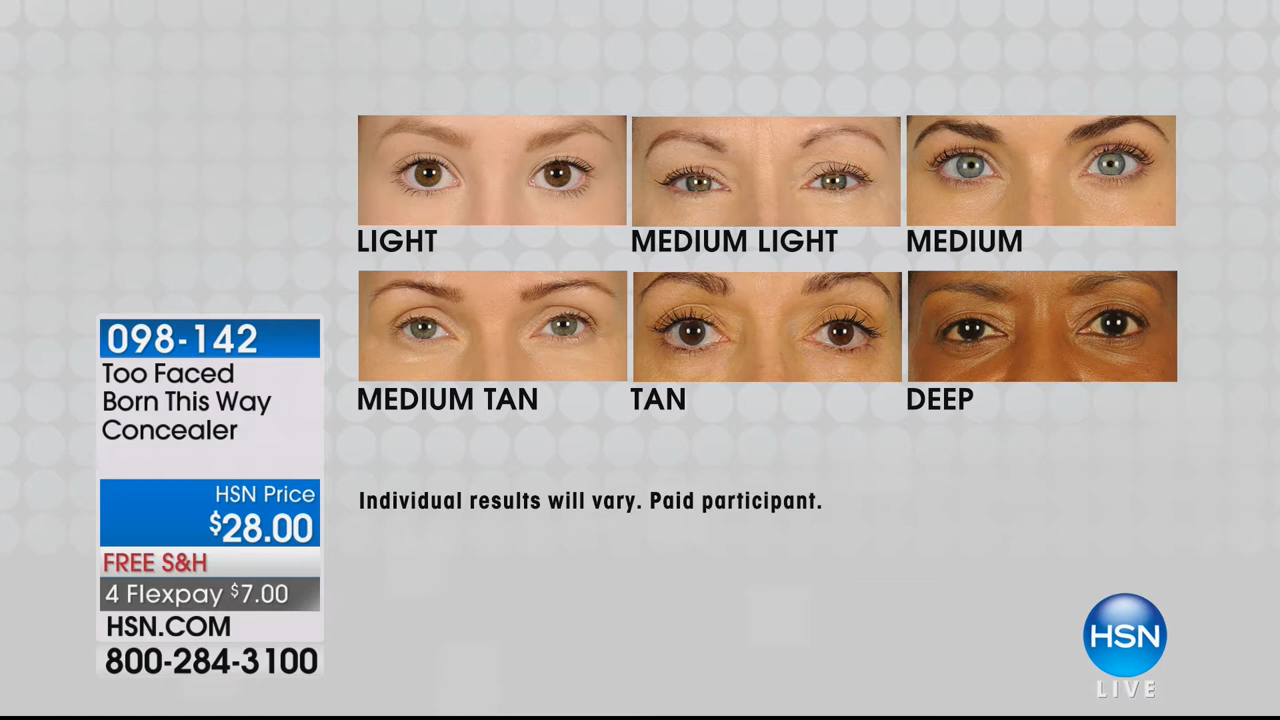 LIGHT
MEDIUM LIGHT
MEDIUM
MEDIUM TAN
TAN
DEEP
098-142
Too Faced
Born This Way
Concealer
HSN Price
$28.00
FREE S&H
4 Flexpay $7.00
HSN.COM
800-284-3100
Individual results will vary. Paid participant.
HSN
LIVE